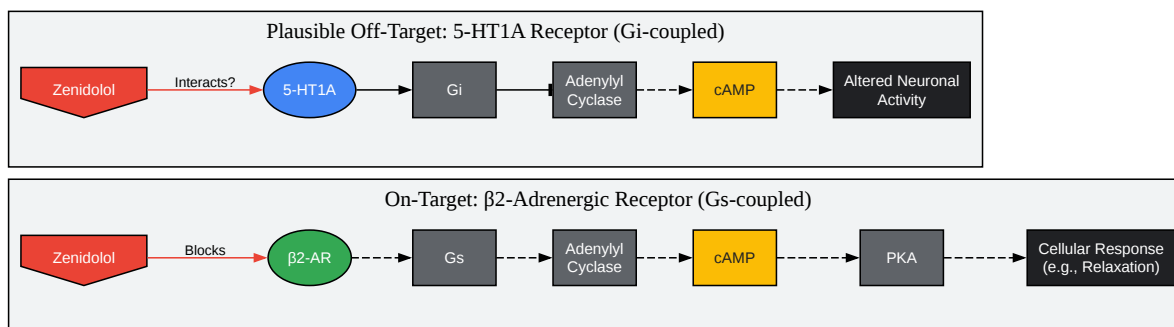 Plausible Off-Target: 5-HT1A Receptor (Gi-coupled)
Zenidolol
Interacts?
5-HT1A
Gi
Adenylyl
Cyclase
cAMP
Altered Neuronal
Activity
On-Target: β2-Adrenergic Receptor (Gs-coupled)
Zenidolol
Blocks
β2-AR
Gs
Adenylyl
Cyclase
cAMP
PKA
Cellular Response
(e.g., Relaxation)